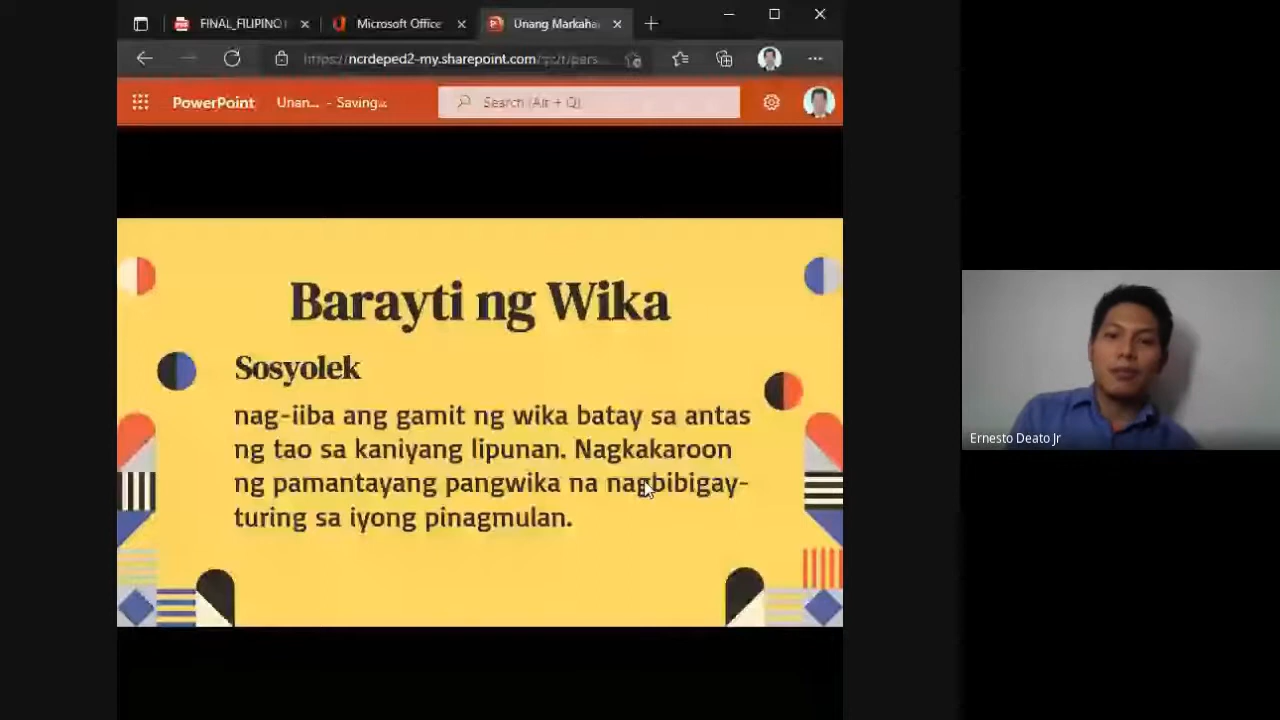 FINAL_FILIPINO
Microsoft Office
Unang Markaha
https://ncrdeped2-my.sharepoint.com
PowerPoint
Unan... - Saving...
Search (Alt + Q)
Barayti ng Wika
Sosyolek
nag-iiba ang gamit ng wika batay sa antas
ng tao sa kaniyang lipunan. Nagkakaroon
ng pamantayang pangwika na nagbibigay-
turing sa iyong pinagmulan.
Ernesto Deato Jr